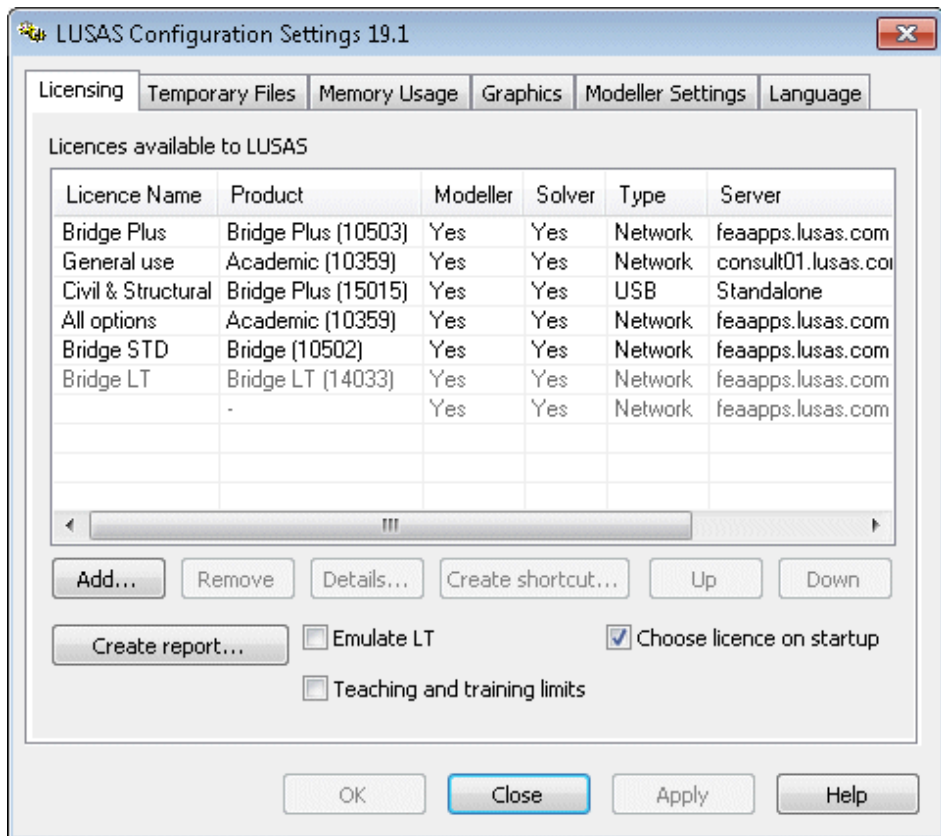 LUSAS Configuration Settings 19.1
Licensing Temporary Files Memory Usage Graphics Modeller Settings Language
Licences available to LUSAS
Licence Name Product Modeller Solver Type Server
Bridge Plus Bridge Plus (10503) Yes Yes Network feaapps.lusas.com
General use Academic (10359) Yes Yes Network consult01.lusas.co
Civil & Structural Bridge Plus (15015) Yes Yes USB Standalone
All options Academic (10359) Yes Yes Network feaapps.lusas.com
Bridge STD Bridge (10502) Yes Yes Network feaapps.lusas.com
Bridge LT Bridge LT (14033) Yes Yes Network feaapps.lusas.com
- Yes Yes Network feaapps.lusas.com
Add... Remove Details... Create shortcut... Up Down
Create report... Emulate LT Choose licence on startup
Teaching and training limits
OK Close Apply Help